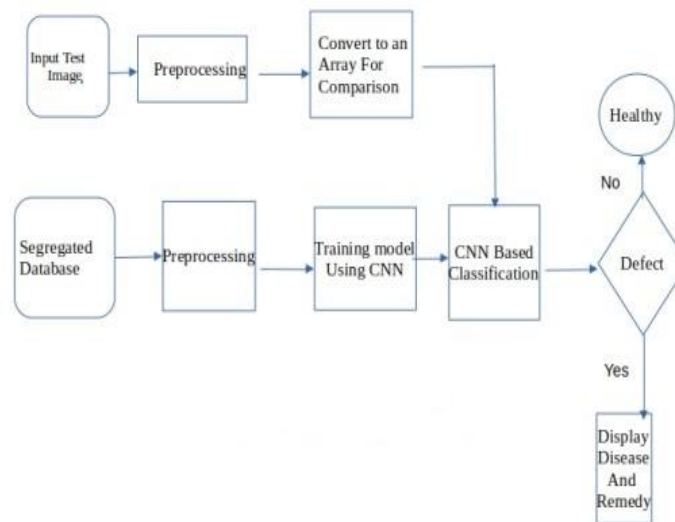 Input Test
Image
Preprocessing
Convert to an
Array For
Comparison
Healthy
No
Segregated
Database
Preprocessing
Training model
Using CNN
CNN Based
Classification
Defect
Yes
Display
Disease
And
Remedy